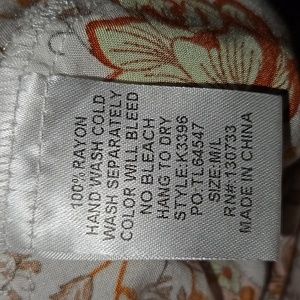 100% RAYON
HAND WASH COLD
WASH SEPARATELY
COLOR WILL BLEED
NO BLEACH
HANG TO DRY
STYLE:K3396
PO:TL64547
SIZE:M/L
RN#:130733
MADE IN CHINA